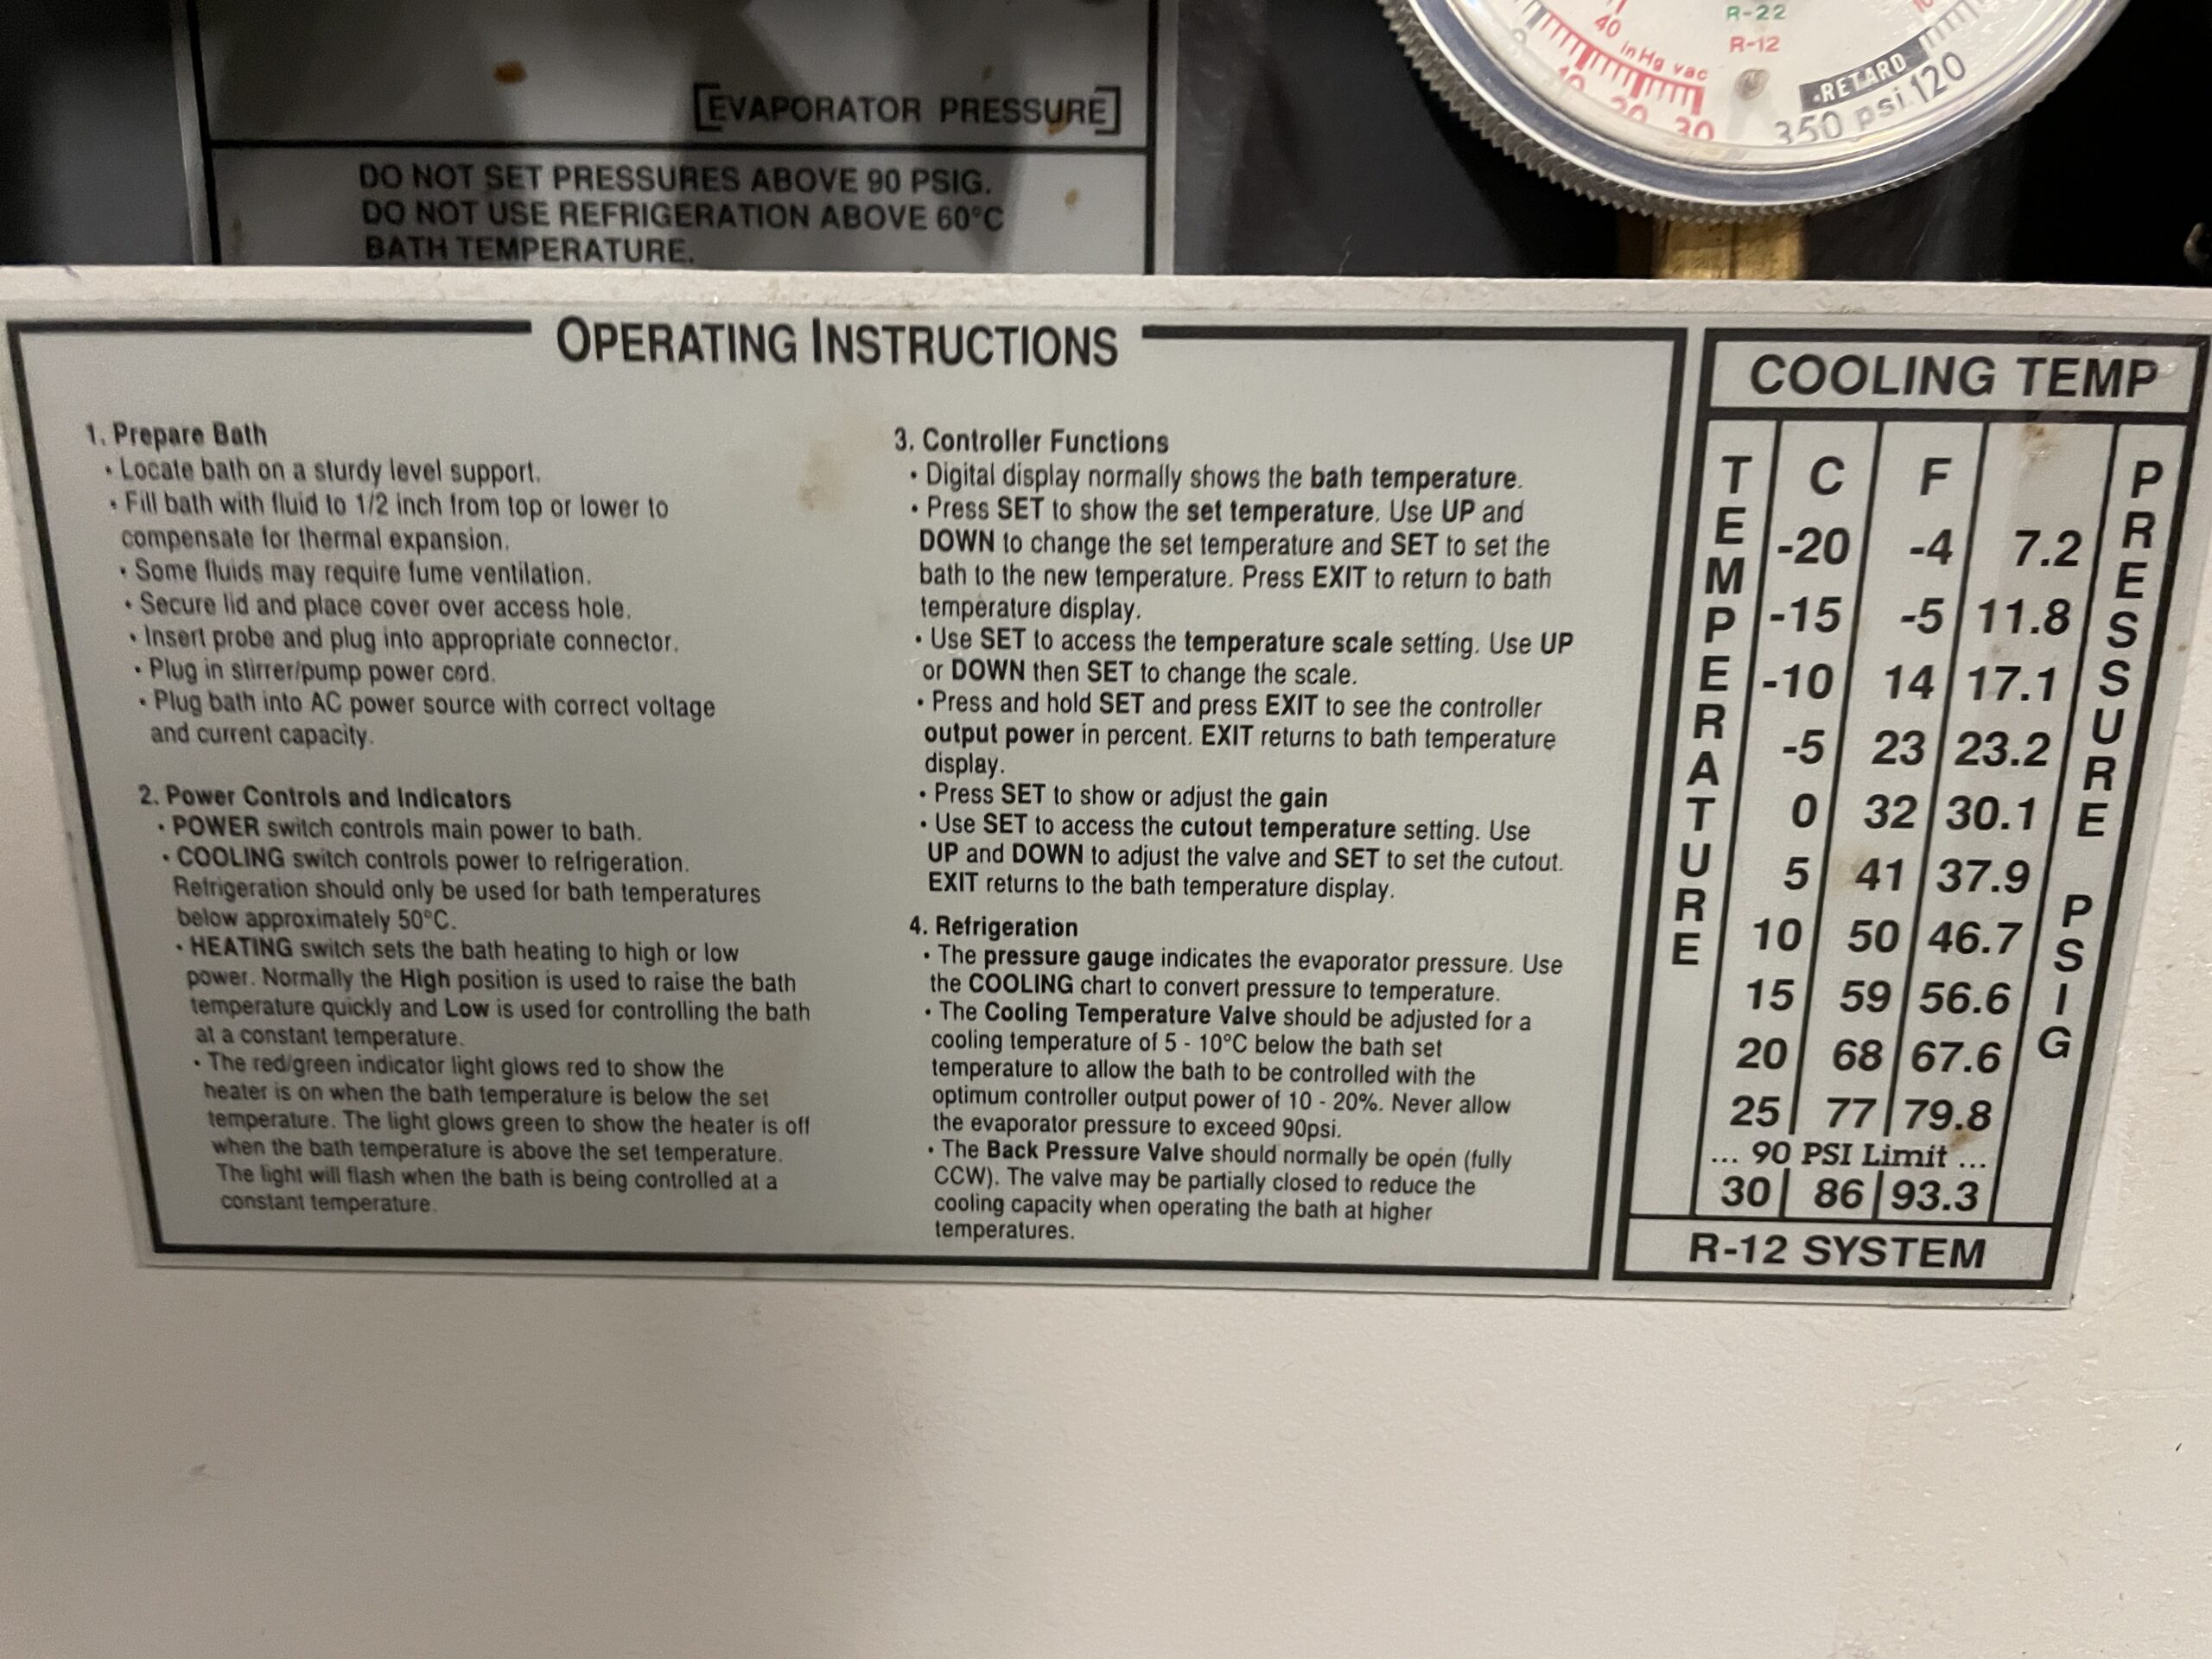 R-22
R-12
40 inHg vac
10
20
30
RETARD
350 psi 120
[EVAPORATOR PRESSURE]
DO NOT SET PRESSURES ABOVE 90 PSIG.
DO NOT USE REFRIGERATION ABOVE 60°C
BATH TEMPERATURE.
OPERATING INSTRUCTIONS
1. Prepare Bath
• Locate bath on a sturdy level support.
• Fill bath with fluid to 1/2 inch from top or lower to
compensate for thermal expansion.
• Some fluids may require fume ventilation.
• Secure lid and place cover over access hole.
• Insert probe and plug into appropriate connector.
• Plug in stirrer/pump power cord.
• Plug bath into AC power source with correct voltage
and current capacity.
2. Power Controls and Indicators
• POWER switch controls main power to bath.
• COOLING switch controls power to refrigeration.
Refrigeration should only be used for bath temperatures
below approximately 50°C.
• HEATING switch sets the bath heating to high or low
power. Normally the High position is used to raise the bath
temperature quickly and Low is used for controlling the bath
at a constant temperature.
• The red/green indicator light glows red to show the
heater is on when the bath temperature is below the set
temperature. The light glows green to show the heater is off
when the bath temperature is above the set temperature.
The light will flash when the bath is being controlled at a
constant temperature.
3. Controller Functions
• Digital display normally shows the bath temperature.
• Press SET to show the set temperature. Use UP and
DOWN to change the set temperature and SET to set the
bath to the new temperature. Press EXIT to return to bath
temperature display.
• Use SET to access the temperature scale setting. Use UP
or DOWN then SET to change the scale.
• Press and hold SET and press EXIT to see the controller
output power in percent. EXIT returns to bath temperature
display.
• Press SET to show or adjust the gain
• Use SET to access the cutout temperature setting. Use
UP and DOWN to adjust the valve and SET to set the cutout.
EXIT returns to the bath temperature display.
4. Refrigeration
• The pressure gauge indicates the evaporator pressure. Use
the COOLING chart to convert pressure to temperature.
• The Cooling Temperature Valve should be adjusted for a
cooling temperature of 5 - 10°C below the bath set
temperature to allow the bath to be controlled with the
optimum controller output power of 10 - 20%. Never allow
the evaporator pressure to exceed 90psi.
• The Back Pressure Valve should normally be open (fully
CCW). The valve may be partially closed to reduce the
cooling capacity when operating the bath at higher
temperatures.
COOLING TEMP
TEMPERATURE
C F
-20 -4 7.2
-15 -5 11.8
-10 14 17.1
-5 23 23.2
0 32 30.1
5 41 37.9
10 50 46.7
15 59 56.6
20 68 67.6
25 77 79.8
... 90 PSI Limit ...
30 86 93.3
PRESSURE PSIG
R-12 SYSTEM